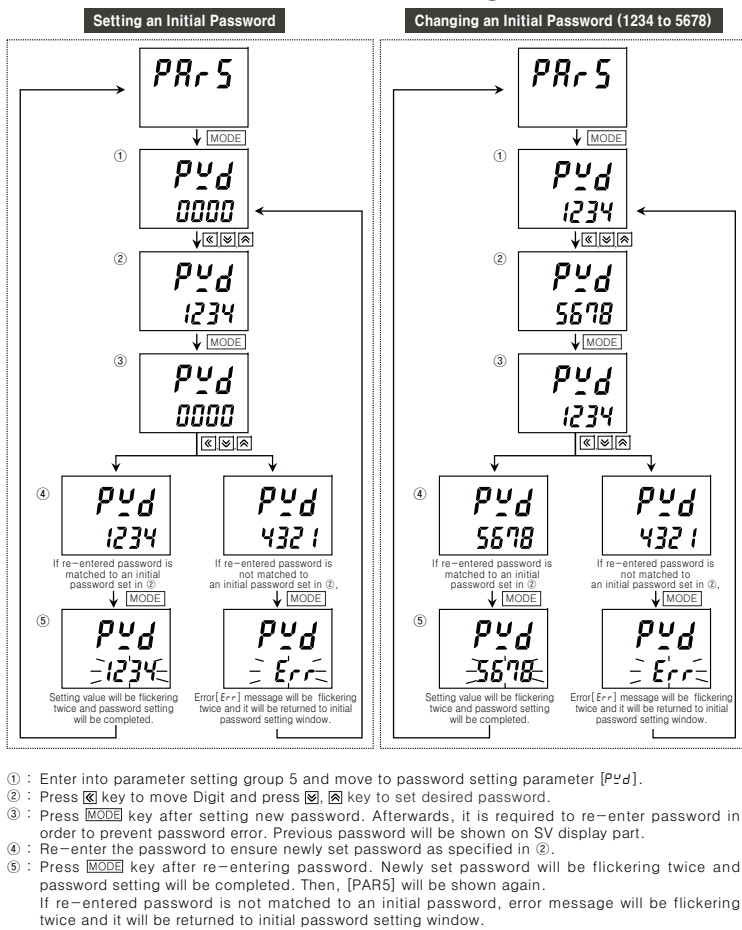 Setting an Initial Password
PAr5
MODE
①
PWd
0000
«, ︾, ︽
②
PWd
1234
MODE
③
PWd
0000
«, ︾, ︽
④
PWd
1234
If re-entered password is
matched to an initial
password set in ②
MODE
PWd
4321
If re-entered password is
not matched to
an initial password set in ②,
MODE
⑤
PWd
1234
Setting value will be flickering
twice and password setting
will be completed.
PWd
Err
Error[Err] message will be flickering
twice and it will be returned to initial
password setting window.
Changing an Initial Password (1234 to 5678)
PAr5
MODE
①
PWd
1234
«, ︾, ︽
②
PWd
5678
MODE
③
PWd
1234
«, ︾, ︽
④
PWd
5678
If re-entered password is
matched to an initial
password set in ②
MODE
PWd
4321
If re-entered password is
not matched to
an initial password set in ②,
MODE
⑤
PWd
5678
Setting value will be flickering
twice and password setting
will be completed.
PWd
Err
Error[Err] message will be flickering
twice and it will be returned to initial
password setting window.
① : Enter into parameter setting group 5 and move to password setting parameter [PWd].
② : Press « key to move Digit and press ︾, ︽ key to set desired password.
③ : Press MODE key after setting new password. Afterwards, it is required to re-enter password in
order to prevent password error. Previous password will be shown on SV display part.
④ : Re-enter the password to ensure newly set password as specified in ②.
⑤ : Press MODE key after re-entering password. Newly set password will be flickering twice and
password setting will be completed. Then, [PAR5] will be shown again.
If re-entered password is not matched to an initial password, error message will be flickering
twice and it will be returned to initial password setting window.